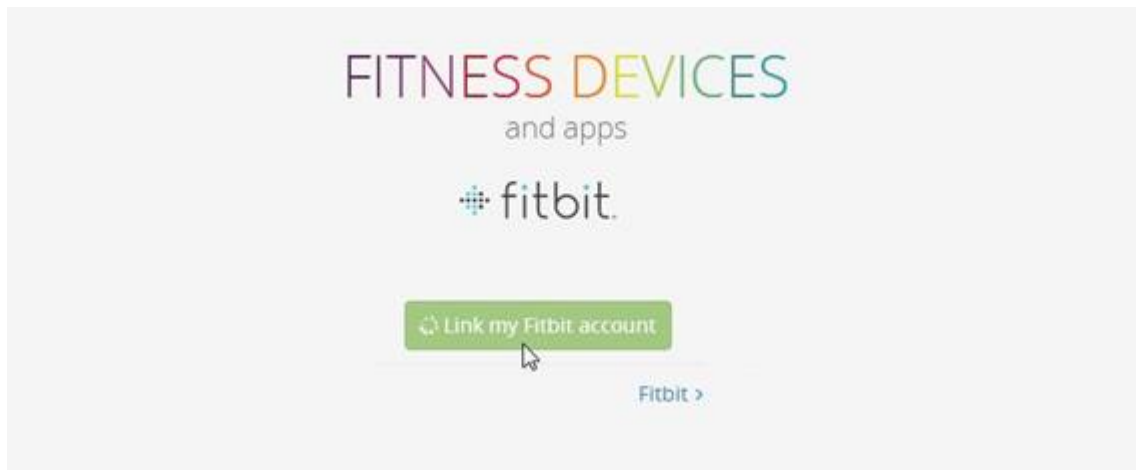 FITNESS DEVICES
and apps
fitbit.
Link my Fitbit account
Fitbit >